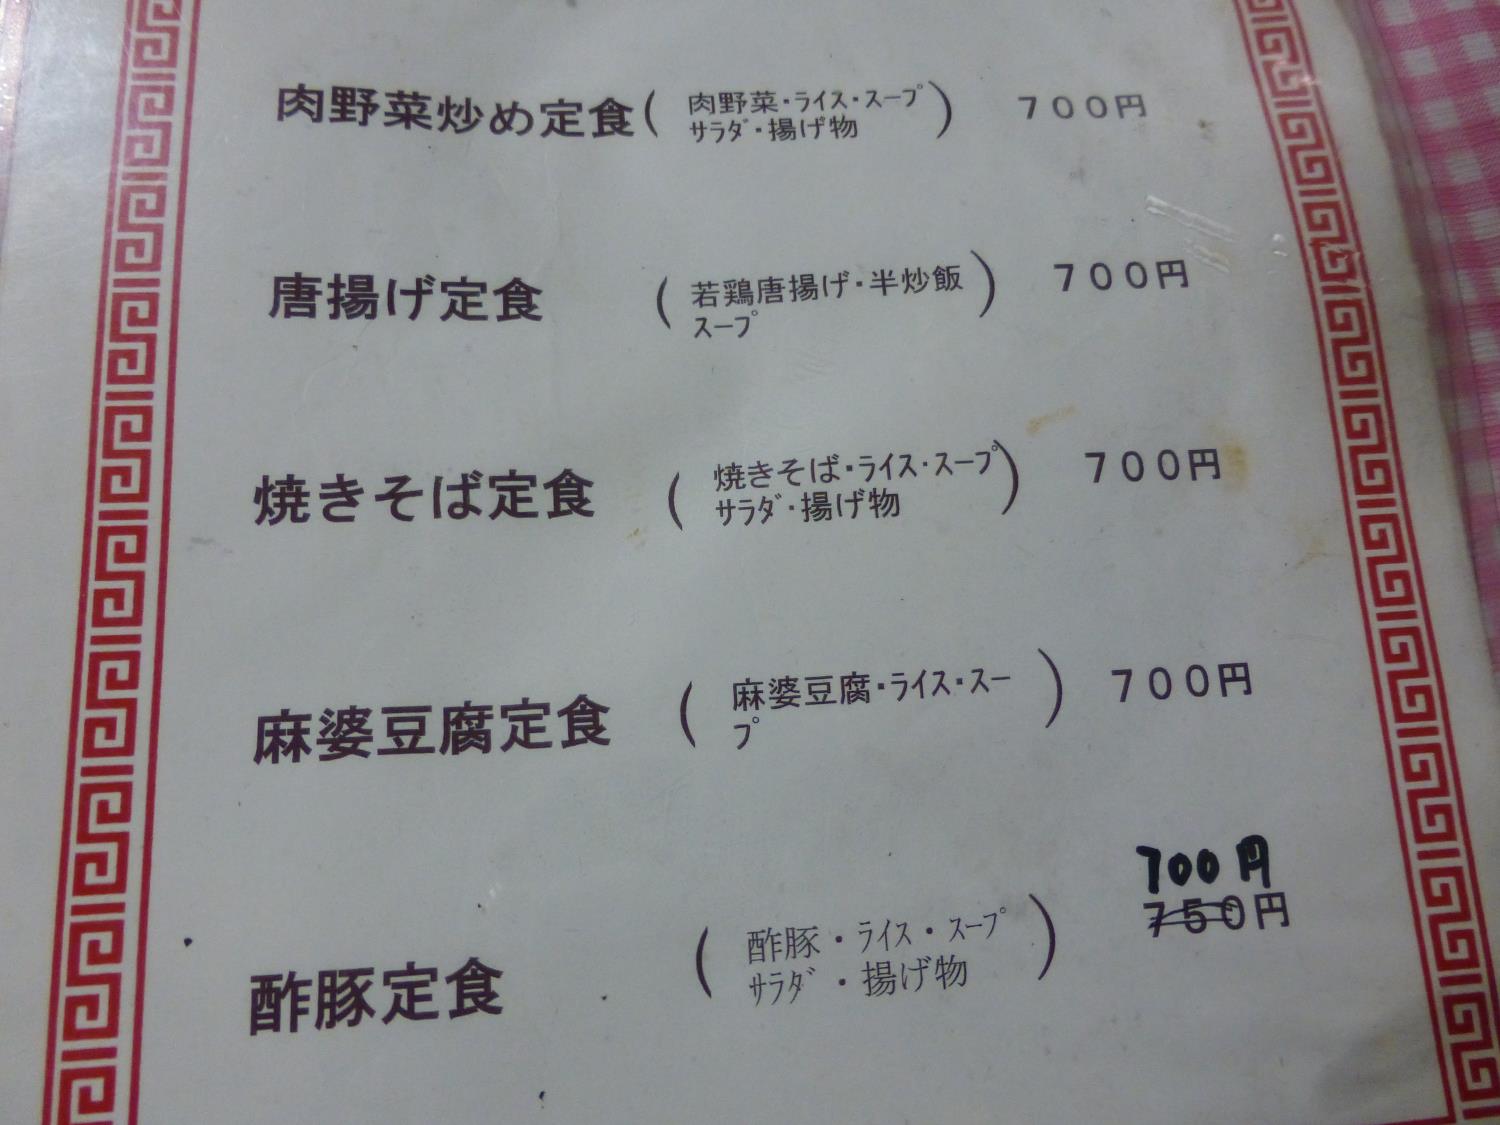 肉野菜炒め定食( 肉野菜・ライス・スープ ) 700円
サラダ・揚げ物
唐揚げ定食 ( 若鶏唐揚げ・半炒飯 ) 700円
スープ
焼きそば定食 ( 焼きそば・ライス・スープ ) 700円
サラダ・揚げ物
麻婆豆腐定食 ( 麻婆豆腐・ライス・スー ) 700円
プ
700円
酢豚定食 ( 酢豚・ライス・スープ ) 750円
サラダ・揚げ物